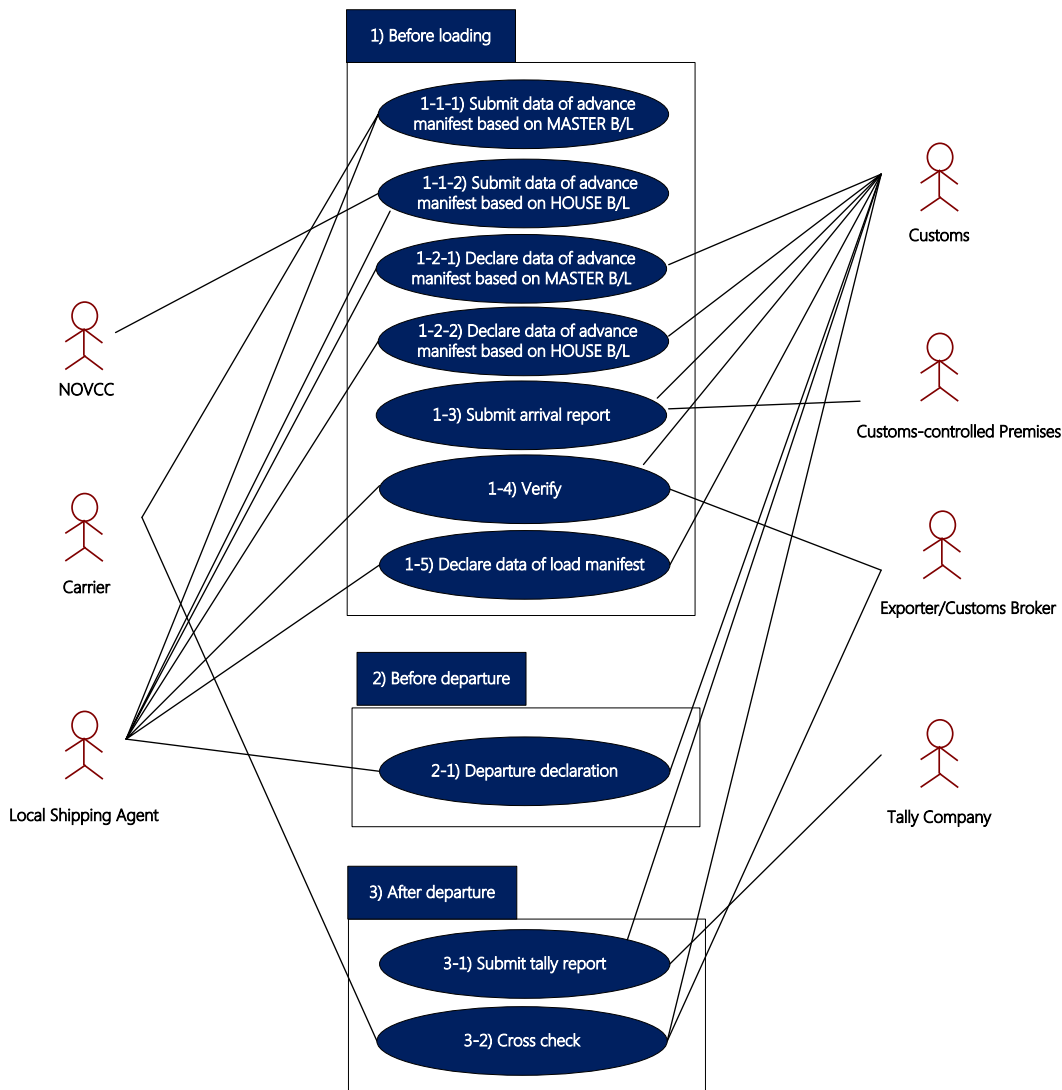 1) Before loading
1-1-1) Submit data of advance
manifest based on MASTER B/L
1-1-2) Submit data of advance
manifest based on HOUSE B/L
1-2-1) Declare data of advance
manifest based on MASTER B/L
1-2-2) Declare data of advance
manifest based on HOUSE B/L
1-3) Submit arrival report
1-4) Verify
1-5) Declare data of load manifest
2) Before departure
2-1) Departure declaration
3) After departure
3-1) Submit tally report
3-2) Cross check
NOVCC
Carrier
Local Shipping Agent
Customs
Customs-controlled Premises
Exporter/Customs Broker
Tally Company